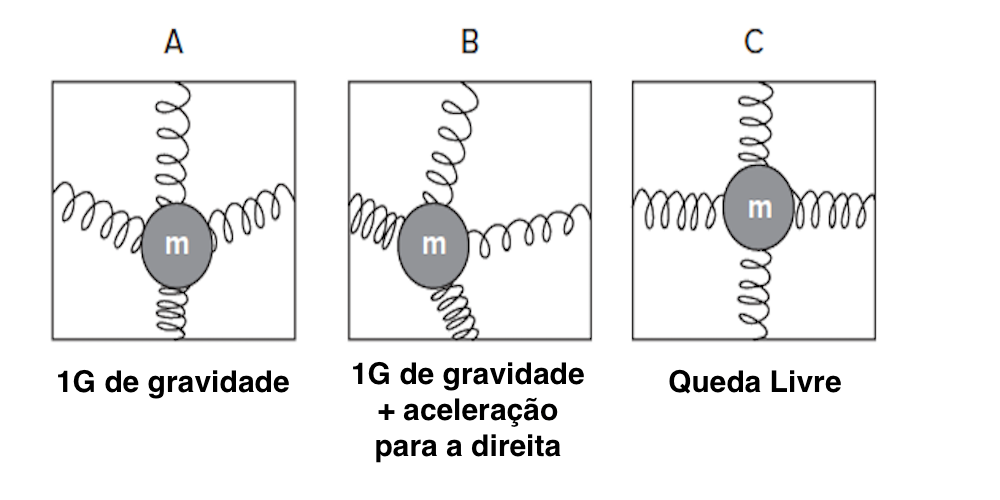 A
B
C
m
m
m
1G de gravidade
1G de gravidade
+ aceleração
para a direita
Queda Livre